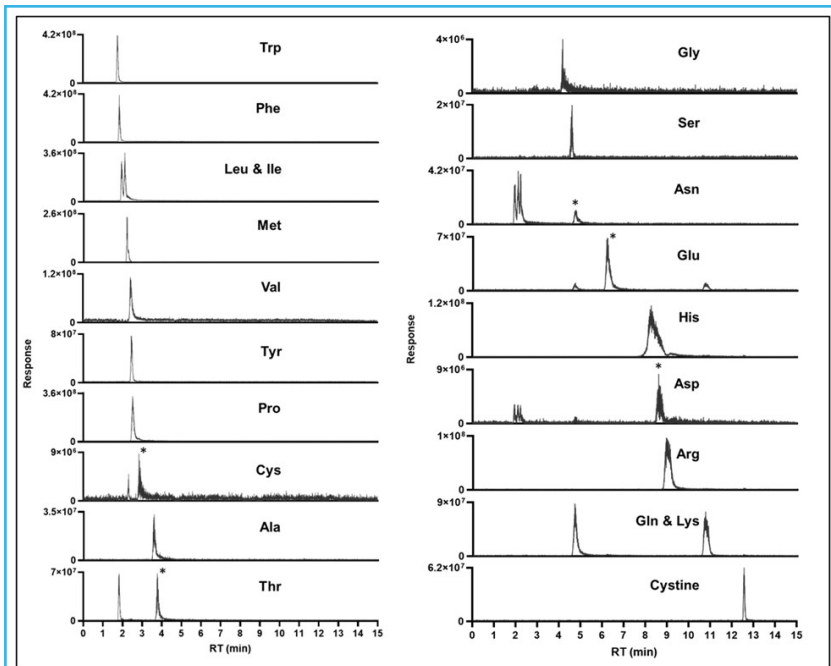 4.2×10⁸
Trp
0
4.2×10⁸
Phe
0
3.6×10⁸
Leu & Ile
0
2.6×10⁸
Met
0
1.2×10⁸
Val
0
8×10⁷
Tyr
0
3.6×10⁸
Pro
0
9×10⁶
*
Cys
0
3.5×10⁷
Ala
0
7×10⁷
*
Thr
0
0 1 2 3 4 5 6 7 8 9 10 11 12 13 14 15
RT (min)
Response
4×10⁶
Gly
0
2×10⁷
Ser
0
4.2×10⁷
Asn
*
0
7×10⁷
*
Glu
0
1.2×10⁸
His
0
9×10⁶
*
Asp
0
1×10⁸
Arg
0
9×10⁷
Gln & Lys
0
6.2×10⁷
Cystine
0
0 1 2 3 4 5 6 7 8 9 10 11 12 13 14 15
RT (min)
Response